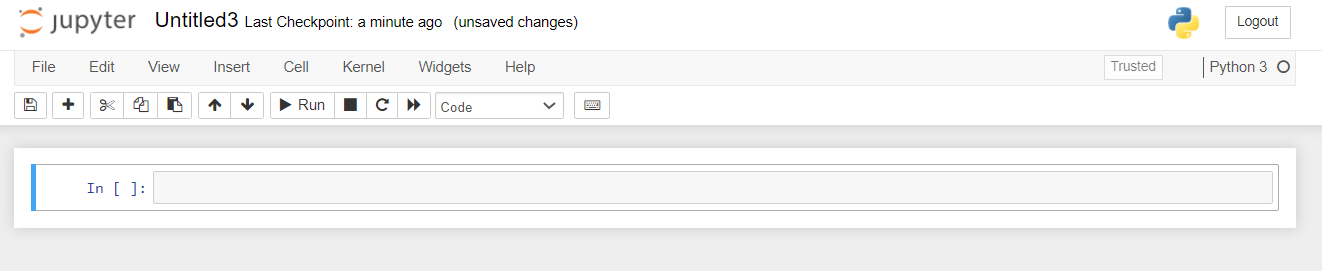 jupyter Untitled3 Last Checkpoint: a minute ago (unsaved changes) Logout
File Edit View Insert Cell Kernel Widgets Help Trusted Python 3
Run Code
In [ ]: